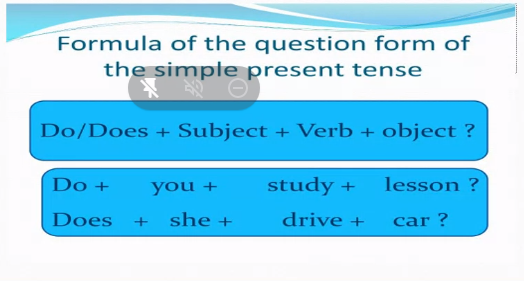 Formula of the question form of
the simple present tense
Do/Does + Subject + Verb + object ?
Do + you + study + lesson ?
Does + she + drive + car ?